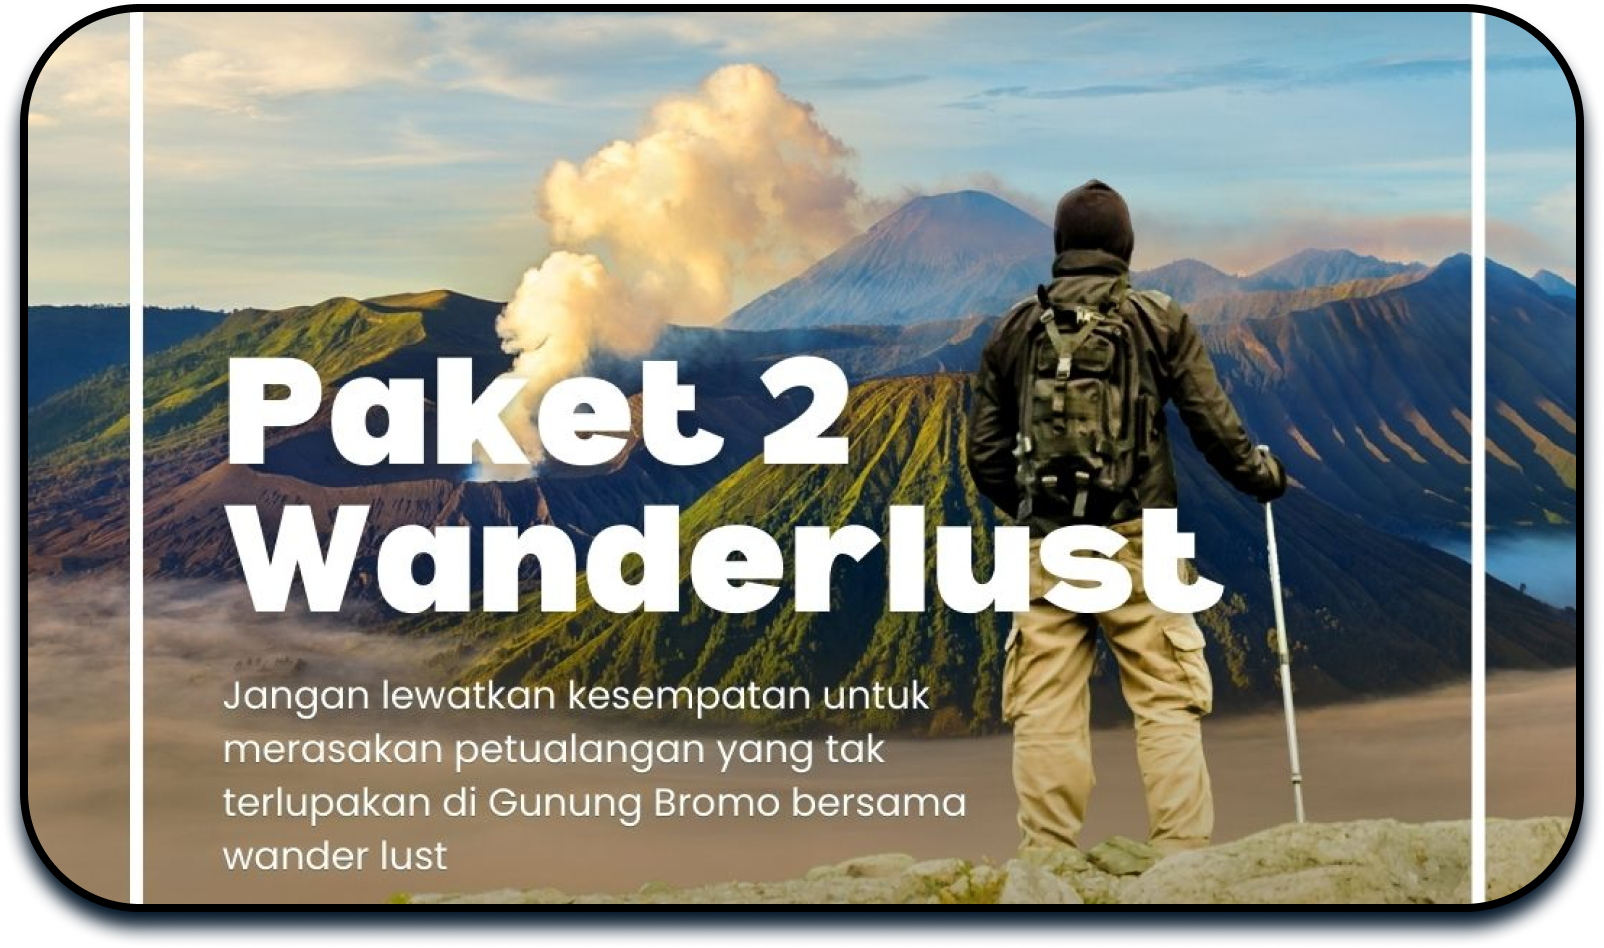 Paket 2
Wanderlust
Jangan lewatkan kesempatan untuk
merasakan petualangan yang tak
terlupakan di Gunung Bromo bersama
wander lust